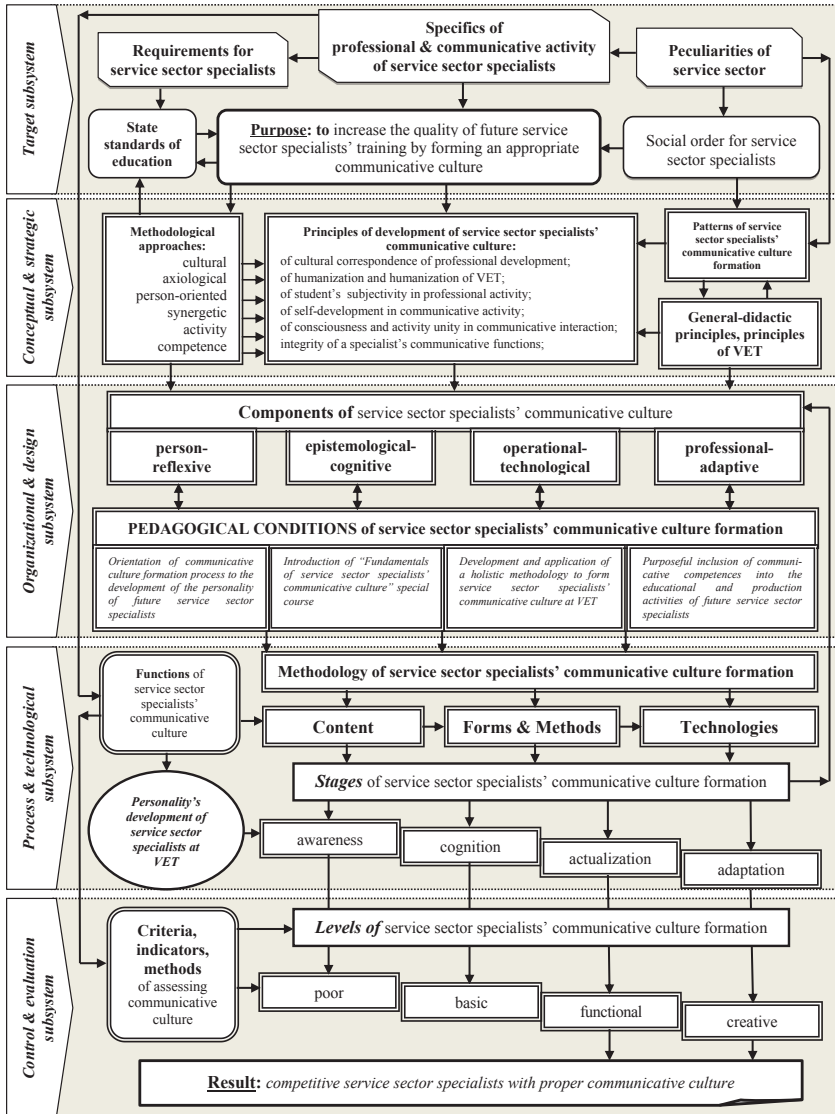 Target subsystem
Specifics of
professional & communicative activity
of service sector specialists
Requirements for
service sector specialists
Peculiarities of
service sector
State
standards of
education
Purpose: to increase the quality of future service
sector specialists’ training by forming an appropriate
communicative culture
Social order for service
sector specialists
Conceptual & strategic
subsystem
Methodological
approaches:
cultural
axiological
person-oriented
synergetic
activity
competence
Principles of development of service sector specialists’
communicative culture:
of cultural correspondence of professional development;
of humanization and humanization of VET;
of student’s subjectivity in professional activity;
of self-development in communicative activity;
of consciousness and activity unity in communicative interaction;
integrity of a specialist’s communicative functions;
Patterns of service
sector specialists’
communicative culture
formation
General-didactic
principles, principles
of VET
Organizational & design
subsystem
Components of service sector specialists’ communicative culture
person-
reflexive
epistemological-
cognitive
operational-
technological
professional-
adaptive
PEDAGOGICAL CONDITIONS of service sector specialists’ communicative culture formation
Orientation of communicative
culture formation process to the
development of the personality
of future service sector
specialists
Introduction of “Fundamentals
of service sector specialists’
communicative culture” special
course
Development and application
of a holistic methodology to form
service sector specialists’
communicative culture at VET
Purposeful inclusion of communi-
cative competences into the
educational and production
activities of future service sector
specialists
Process & technological
subsystem
Functions of
service sector
specialists’
communicative
culture
Methodology of service sector specialists’ communicative culture formation
Content
Forms & Methods
Technologies
Stages of service sector specialists’ communicative culture formation
Personality’s
development of
service sector
specialists at
VET
awareness
cognition
actualization
adaptation
Control & evaluation
subsystem
Criteria,
indicators,
methods
of assessing
communicative
culture
Levels of service sector specialists’ communicative culture formation
poor
basic
functional
creative
Result: competitive service sector specialists with proper communicative culture